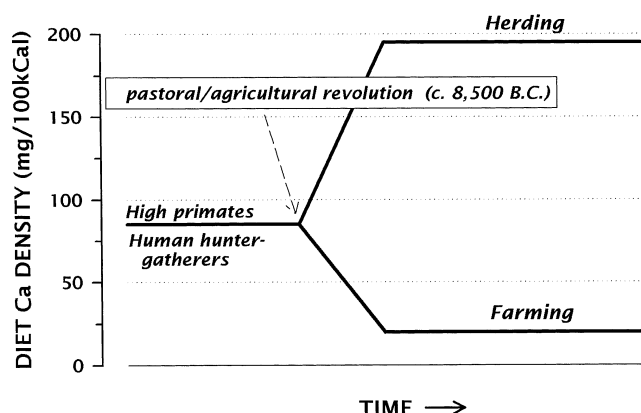 DIET Ca DENSITY (mg/100kCal)
200
150
100
50
0
Herding
pastoral/agricultural revolution (c. 8,500 B.C.)
High primates
Human hunter-
gatherers
Farming
TIME